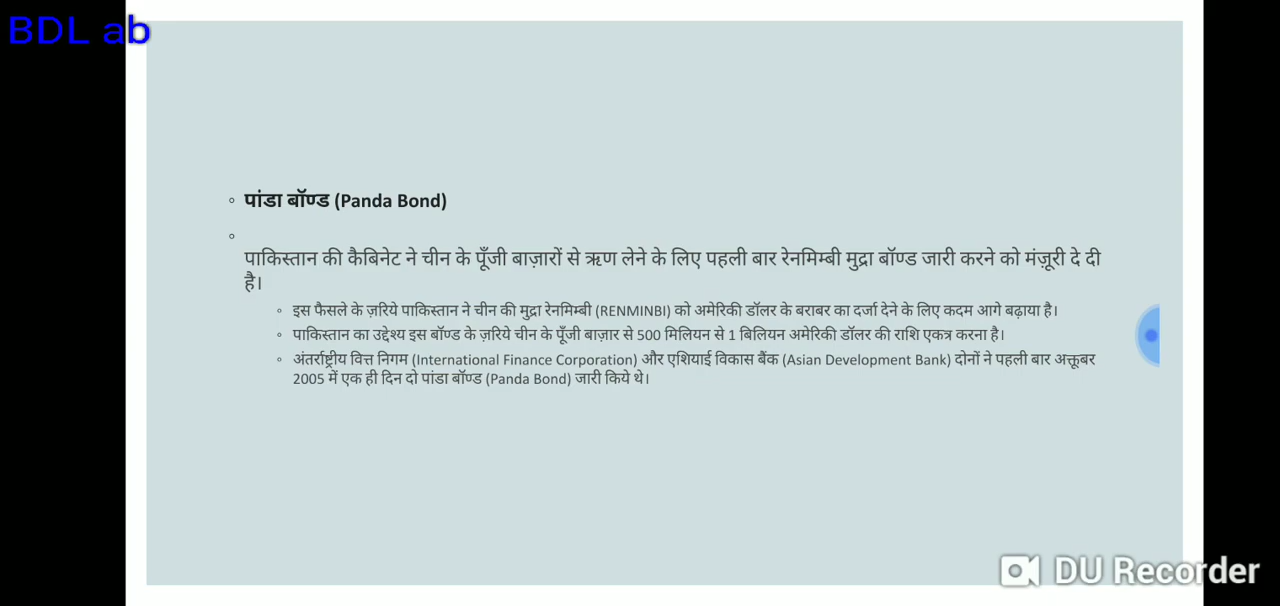 BDL ab
पांडा बॉण्ड (Panda Bond)
पाकिस्तान की कैबिनेट ने चीन के पूँजी बाज़ारों से ऋण लेने के लिए पहली बार रेनमिम्बी मुद्रा बॉण्ड जारी करने को मंज़ूरी दे दी
है।
इस फैसले के ज़रिये पाकिस्तान ने चीन की मुद्रा रेनमिम्बी (RENMINBI) को अमेरिकी डॉलर के बराबर का दर्जा देने के लिए कदम आगे बढ़ाया है।
पाकिस्तान का उद्देश्य इस बॉण्ड के ज़रिये चीन के पूँजी बाज़ार से 500 मिलियन से 1 बिलियन अमेरिकी डॉलर की राशि एकत्र करना है।
अंतर्राष्ट्रीय वित्त निगम (International Finance Corporation) और एशियाई विकास बैंक (Asian Development Bank) दोनों ने पहली बार अक्तूबर
2005 में एक ही दिन दो पांडा बॉण्ड (Panda Bond) जारी किये थे।
DU Recorder